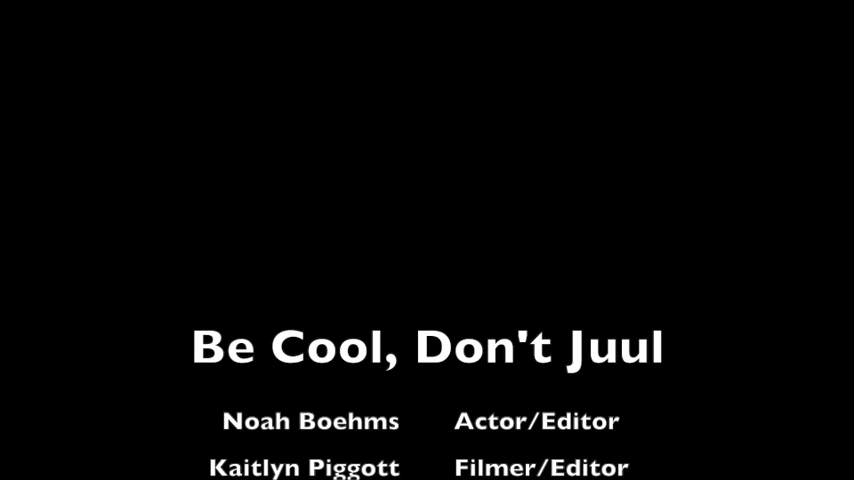 Be Cool, Don't Juul
Noah Boehms Actor/Editor
Kaitlyn Piggott Filmer/Editor